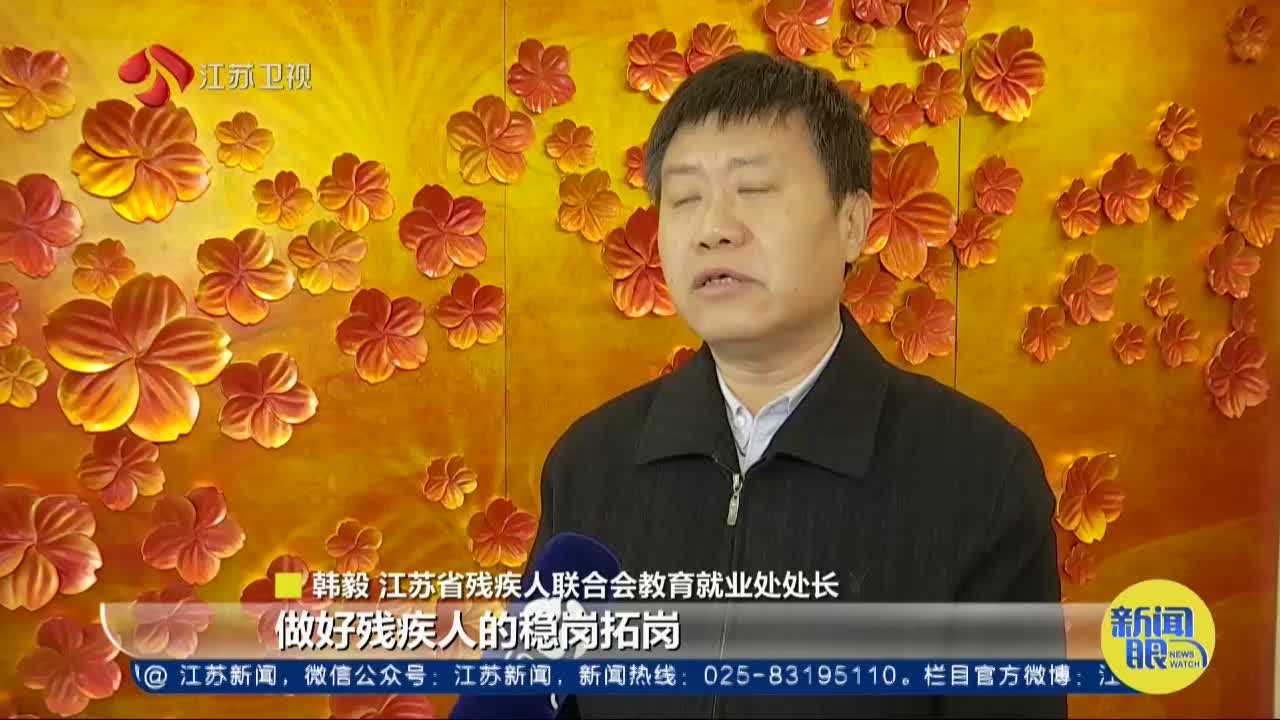 江苏卫视
韩毅 江苏省残疾人联合会教育就业处处长
做好残疾人的稳岗拓岗
@ 江苏新闻，微信公众号：江苏新闻，新闻热线：025-83195110。栏目官方微博：江
新闻眼
NEWS WATCH